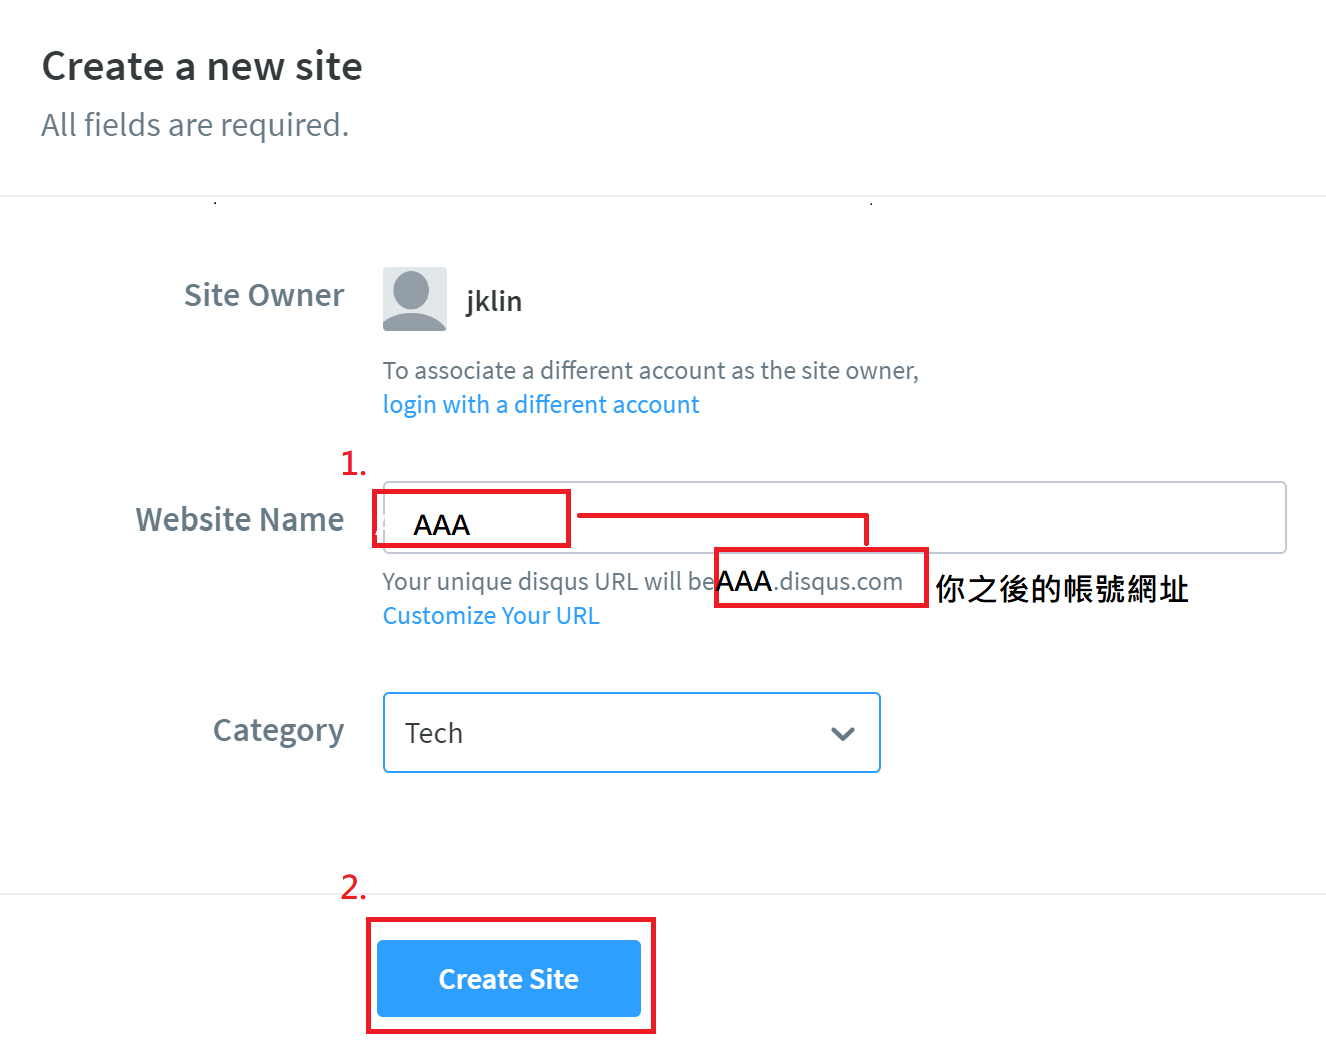 Create a new site
All fields are required.
Site Owner
jklin
To associate a different account as the site owner,
login with a different account
1.
Website Name
AAA
Your unique disqus URL will be AAA.disqus.com
你之後的帳號網址
Customize Your URL
Category
Tech
2.
Create Site